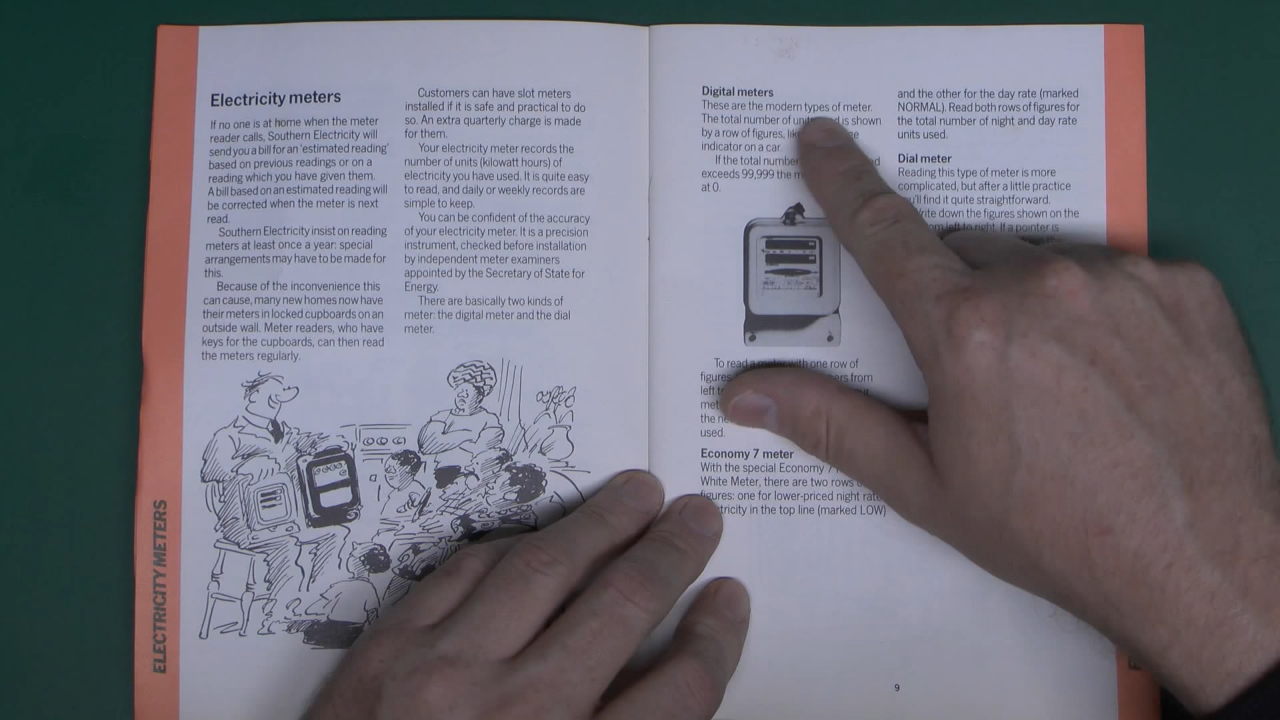 Electricity meters
If no one is at home when the meter
reader calls, Southern Electricity will
send you a bill for an 'estimated reading'
based on previous readings or on a
reading which you have given them.
A bill based on an estimated reading will
be corrected when the meter is next
read.
Southern Electricity insist on reading
meters at least once a year: special
arrangements may have to be made for
this.
Because of the inconvenience this
can cause, many new homes now have
their meters in locked cupboards on an
outside wall. Meter readers, who have
keys for the cupboards, can then read
the meters regularly.
Customers can have slot meters
installed if it is safe and practical to do
so. An extra quarterly charge is made
for them.
Your electricity meter records the
number of units (kilowatt hours) of
electricity you have used. It is quite easy
to read, and daily or weekly records are
simple to keep.
You can be confident of the accuracy
of your electricity meter. It is a precision
instrument, checked before installation
by independent meter examiners
appointed by the Secretary of State for
Energy.
There are basically two kinds of
meter: the digital meter and the dial
meter.
ELECTRICITY METERS
Digital meters
These are the modern types of meter.
The total number of is shown
by a row of figures,
indicator on a car.
If the total number
exceeds 99,999 the
at 0.
To read a meter with one row of
figures from
left
the
used.
Economy 7 meter
With the special Economy 7
White Meter, there are two rows
figures: one for lower-priced night rate
in the top line (marked LOW)
and the other for the day rate (marked
NORMAL). Read both rows of figures for
the total number of night and day rate
units used.
Dial meter
Reading this type of meter is more
complicated, but after a little practice
you'll find it quite straightforward.
Write down the figures shown on the
from left to right. If a pointer is
9